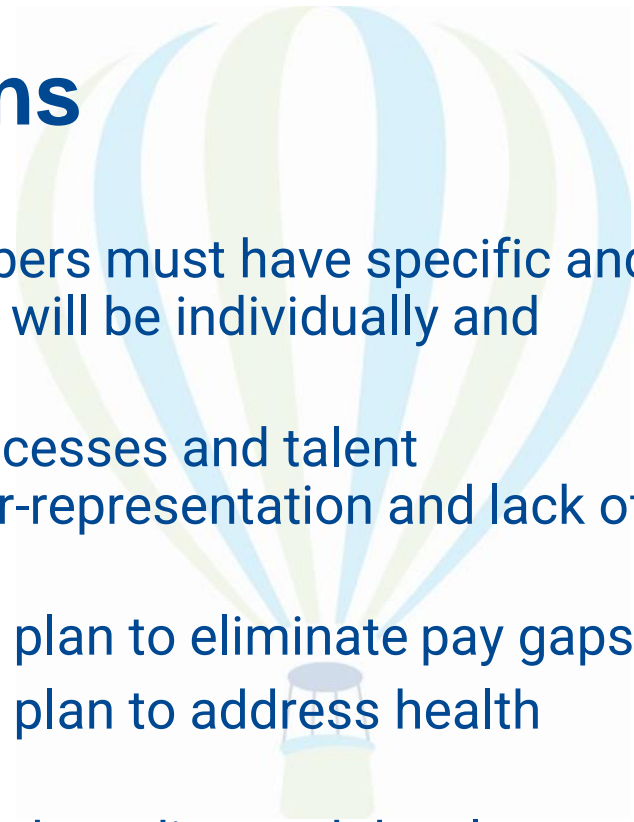 ns
bers must have specific and
will be individually and
cesses and talent
r-representation and lack of
plan to eliminate pay gaps
plan to address health